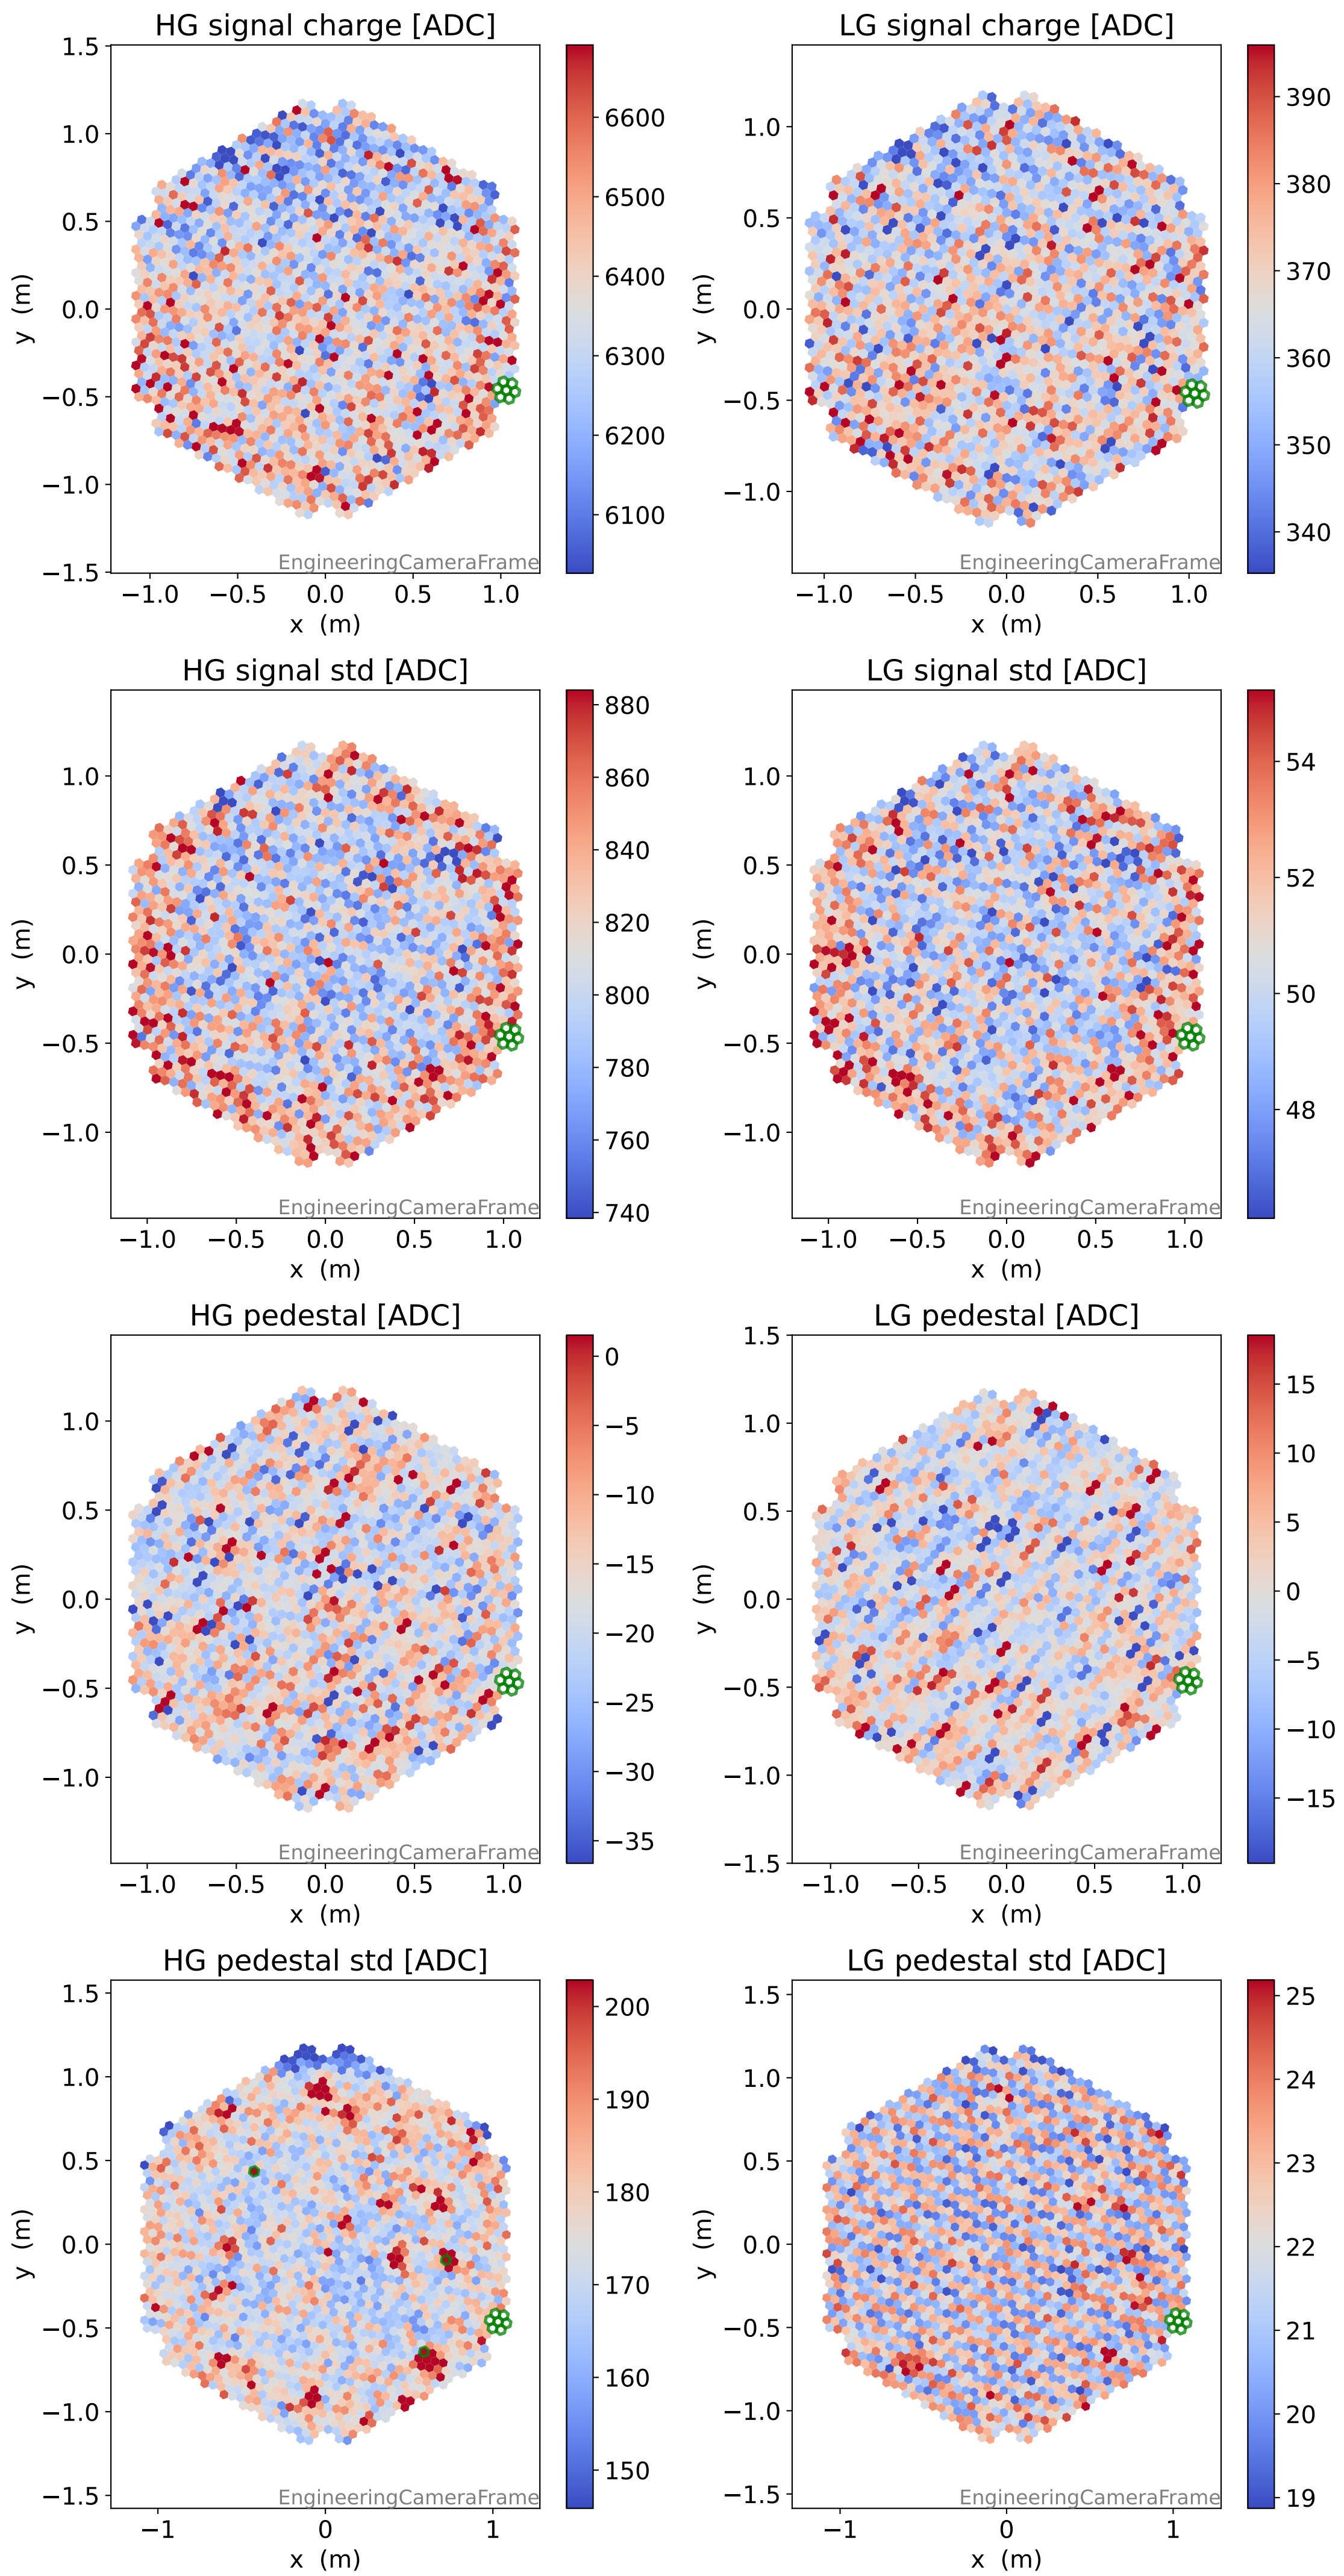 HG signal charge [ADC]
1.5
1.0
0.5
0.0
−0.5
−1.0
−1.5
y (m)
−1.0 −0.5 0.0 0.5 1.0
x (m)
EngineeringCameraFrame
6600
6500
6400
6300
6200
6100
LG signal charge [ADC]
1.0
0.5
0.0
−0.5
−1.0
y (m)
−1.0 −0.5 0.0 0.5 1.0
x (m)
EngineeringCameraFrame
390
380
370
360
350
340
HG signal std [ADC]
1.0
0.5
0.0
−0.5
−1.0
y (m)
−1.0 −0.5 0.0 0.5 1.0
x (m)
EngineeringCameraFrame
880
860
840
820
800
780
760
740
LG signal std [ADC]
1.0
0.5
0.0
−0.5
−1.0
y (m)
−1.0 −0.5 0.0 0.5 1.0
x (m)
EngineeringCameraFrame
54
52
50
48
HG pedestal [ADC]
1.0
0.5
0.0
−0.5
−1.0
y (m)
−1.0 −0.5 0.0 0.5 1.0
x (m)
EngineeringCameraFrame
0
−5
−10
−15
−20
−25
−30
−35
LG pedestal [ADC]
1.5
1.0
0.5
0.0
−0.5
−1.0
−1.5
y (m)
−1.0 −0.5 0.0 0.5 1.0
x (m)
EngineeringCameraFrame
15
10
5
0
−5
−10
−15
HG pedestal std [ADC]
1.5
1.0
0.5
0.0
−0.5
−1.0
−1.5
y (m)
−1 0 1
x (m)
EngineeringCameraFrame
200
190
180
170
160
150
LG pedestal std [ADC]
1.5
1.0
0.5
0.0
−0.5
−1.0
−1.5
y (m)
−1 0 1
x (m)
EngineeringCameraFrame
25
24
23
22
21
20
19